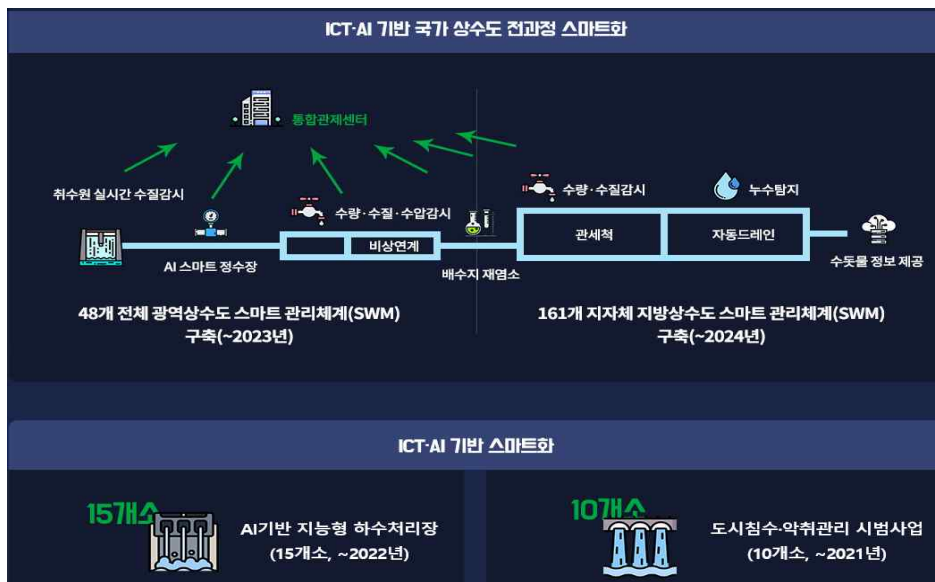 ICT·AI 기반 국가 상수도 전과정 스마트화
통합관제센터
취수원 실시간 수질감시
수량·수질·수압감시
수량·수질감시
누수탐지
비상연계
관세척
자동드레인
AI 스마트 정수장
배수지 재염소
수돗물 정보 제공
48개 전체 광역상수도 스마트 관리체계(SWM)
구축(~2023년)
161개 지자체 지방상수도 스마트 관리체계(SWM)
구축(~2024년)
ICT·AI 기반 스마트화
15개소
AI기반 지능형 하수처리장
(15개소, ~2022년)
10개소
도시침수·악취관리 시범사업
(10개소, ~2021년)